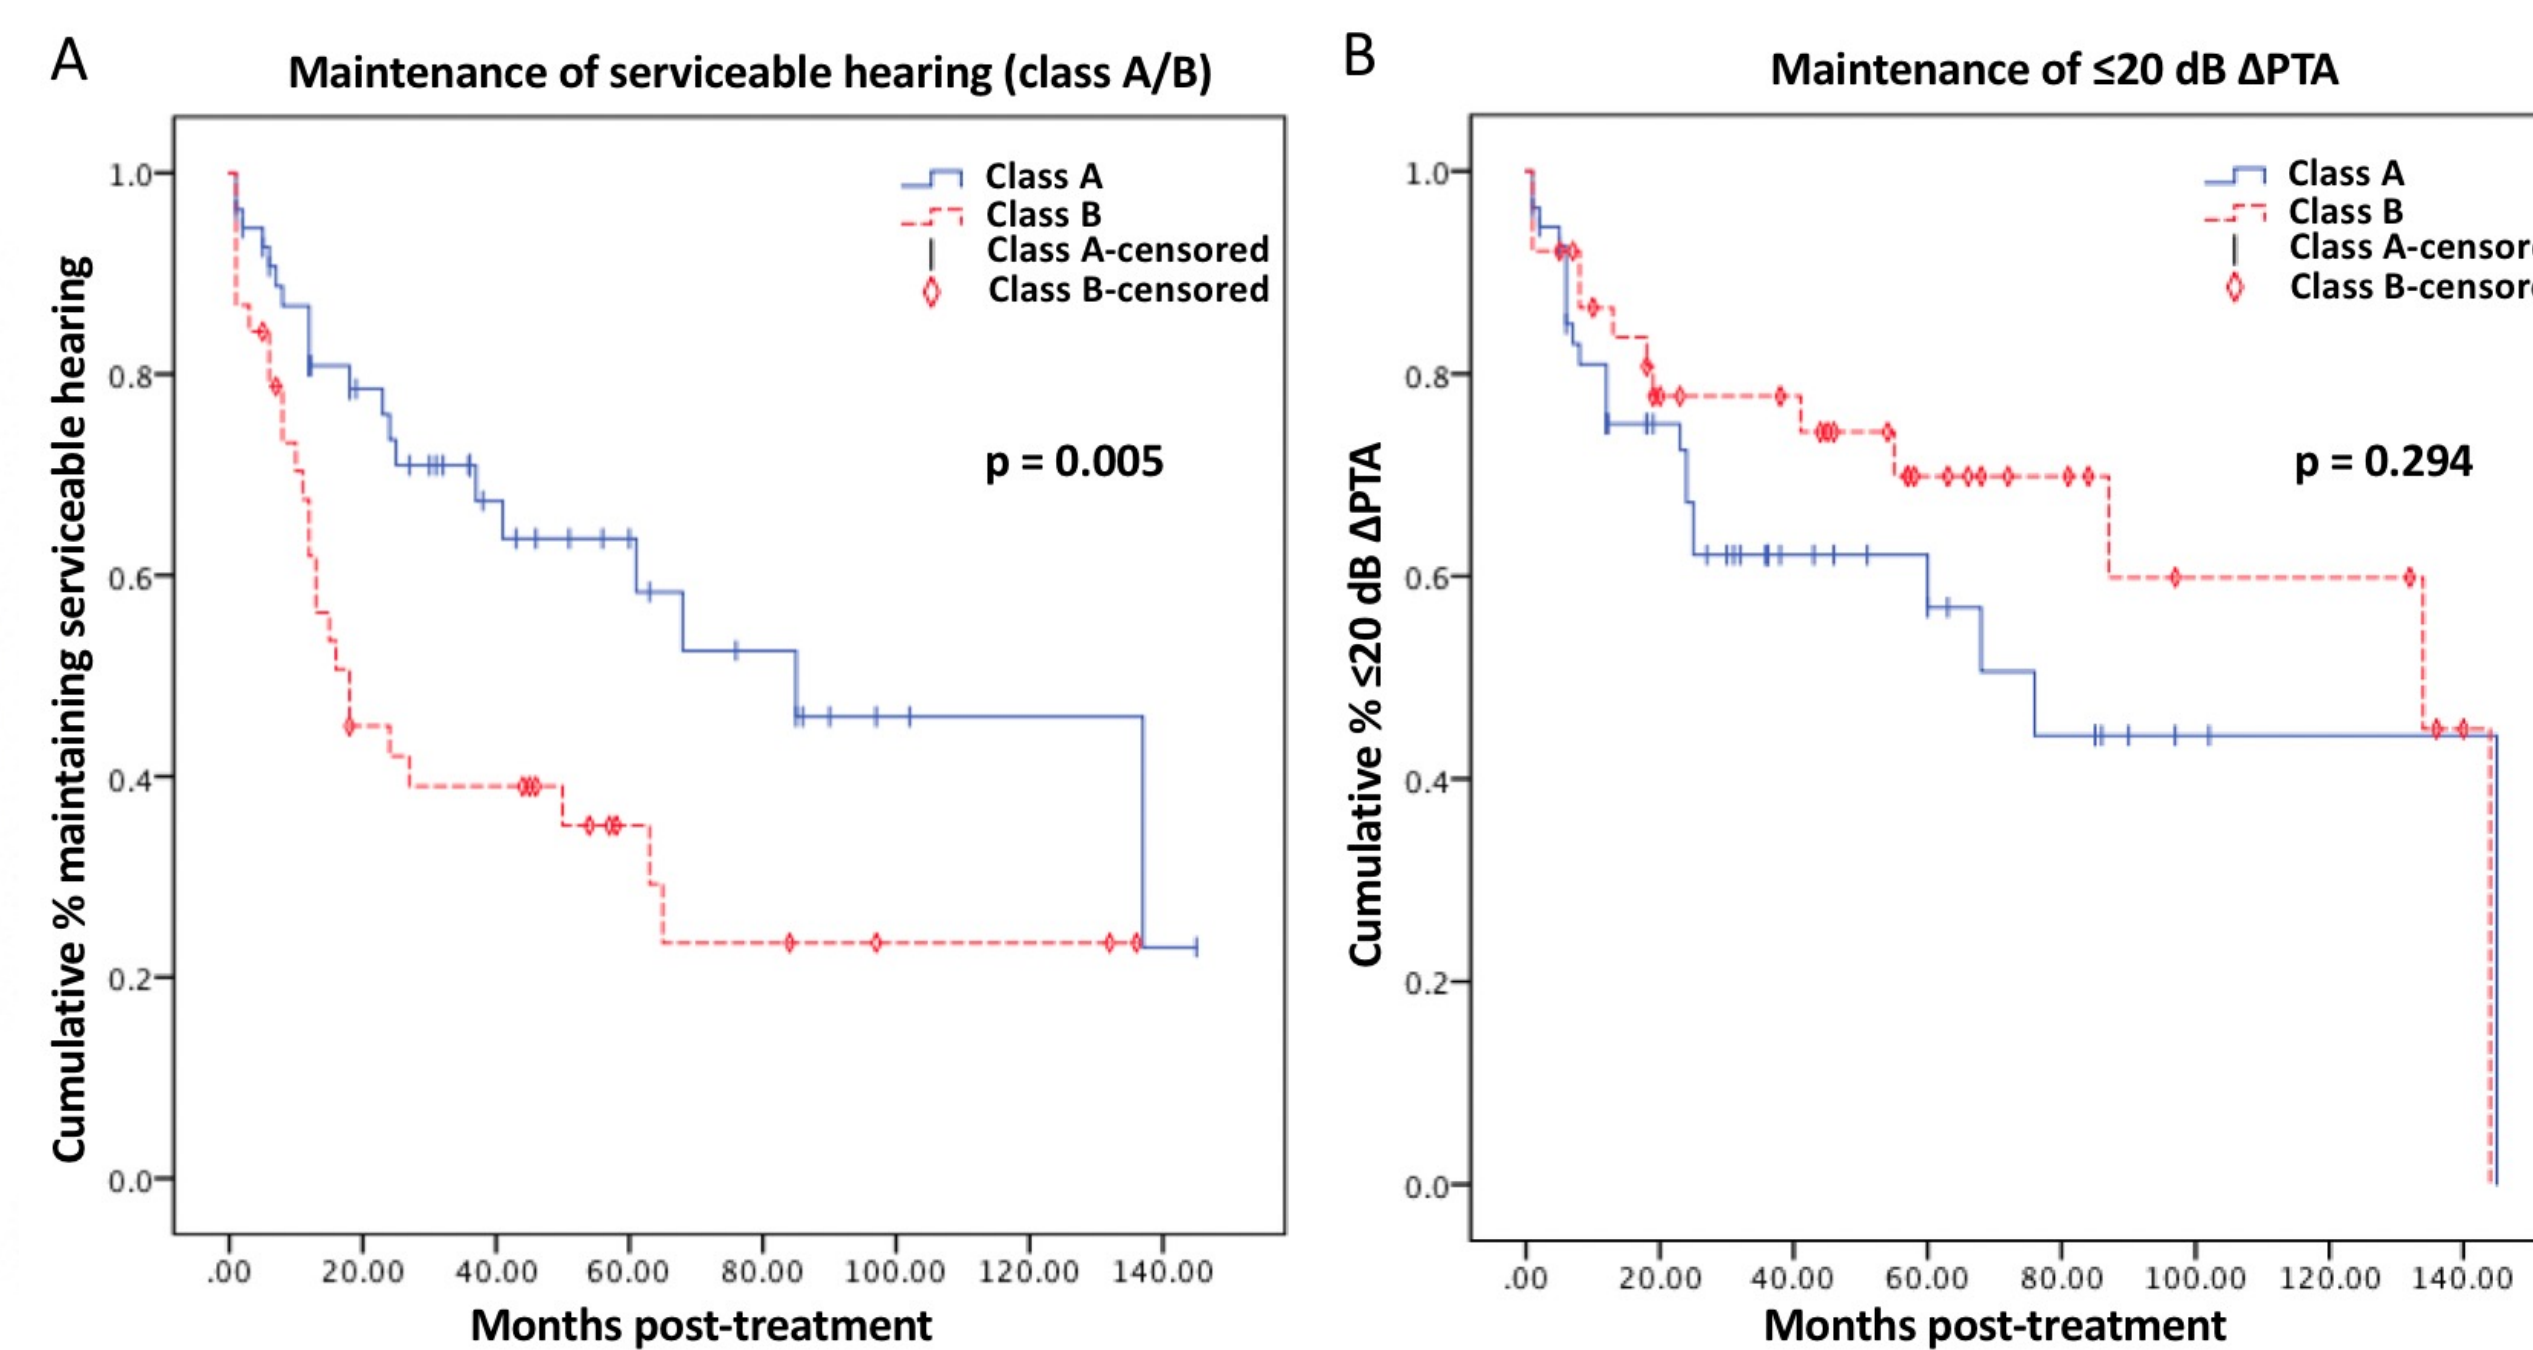 A
Maintenance of serviceable hearing (class A/B)
Cumulative % maintaining serviceable hearing
1.0
0.8
0.6
0.4
0.2
0.0
Class A
Class B
Class A-censored
Class B-censored
p = 0.005
.00 20.00 40.00 60.00 80.00 100.00 120.00 140.00
Months post-treatment
B
Maintenance of ≤20 dB ΔPTA
Cumulative % ≤20 dB ΔPTA
1.0
0.8
0.6
0.4
0.2
0.0
Class A
Class B
Class A-censor
Class B-censor
p = 0.294
.00 20.00 40.00 60.00 80.00 100.00 120.00 140.00
Months post-treatment